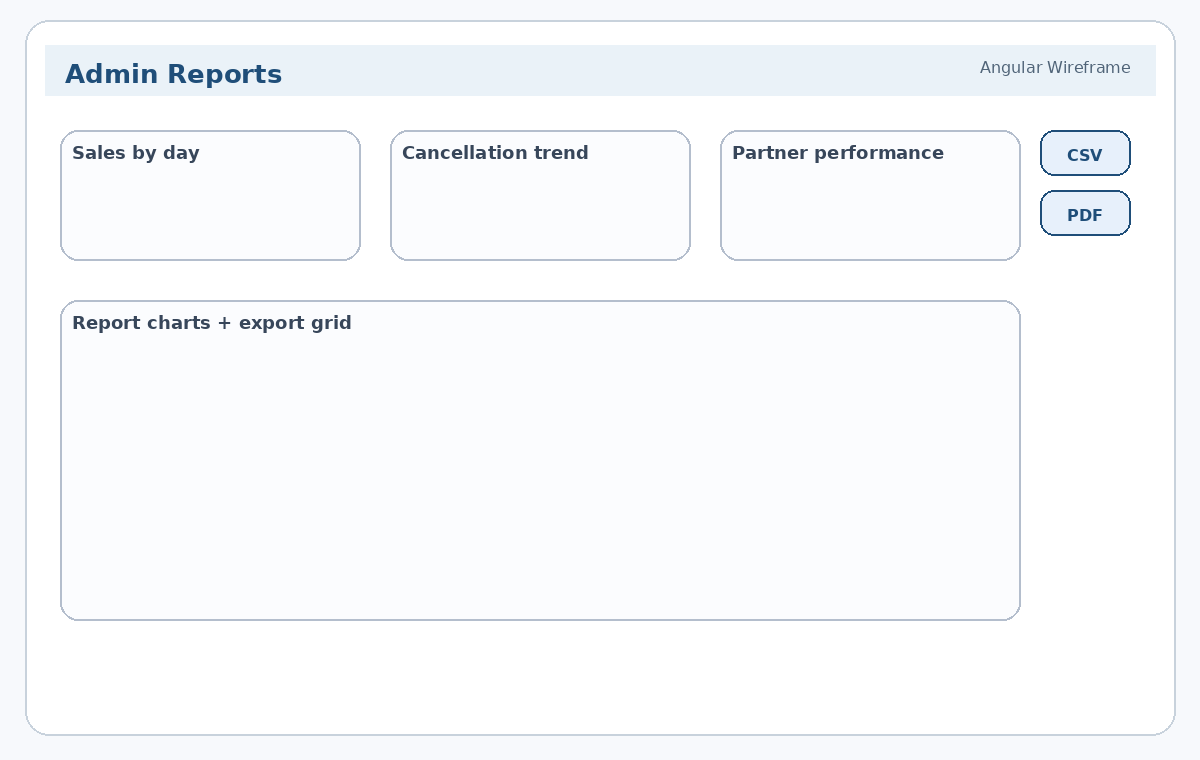 Admin Reports
Angular Wireframe
Sales by day
Cancellation trend
Partner performance
CSV
PDF
Report charts + export grid